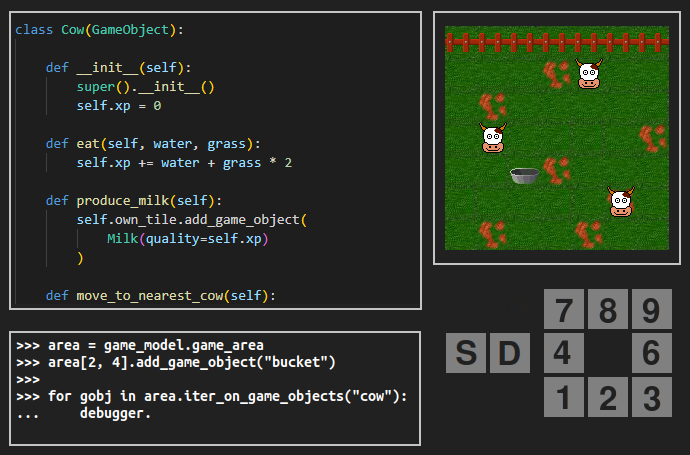 class Cow(GameObject):
def __init__(self):
super().__init__()
self.xp = 0
def eat(self, water, grass):
self.xp += water + grass * 2
def produce_milk(self):
self.own_tile.add_game_object(
Milk(quality=self.xp)
)
def move_to_nearest_cow(self):
>>> area = game_model.game_area
>>> area[2, 4].add_game_object("bucket")
>>>
>>> for gobj in area.iter_on_game_objects("cow"):
...     debugger.
7 8 9
S D 4 6
1 2 3